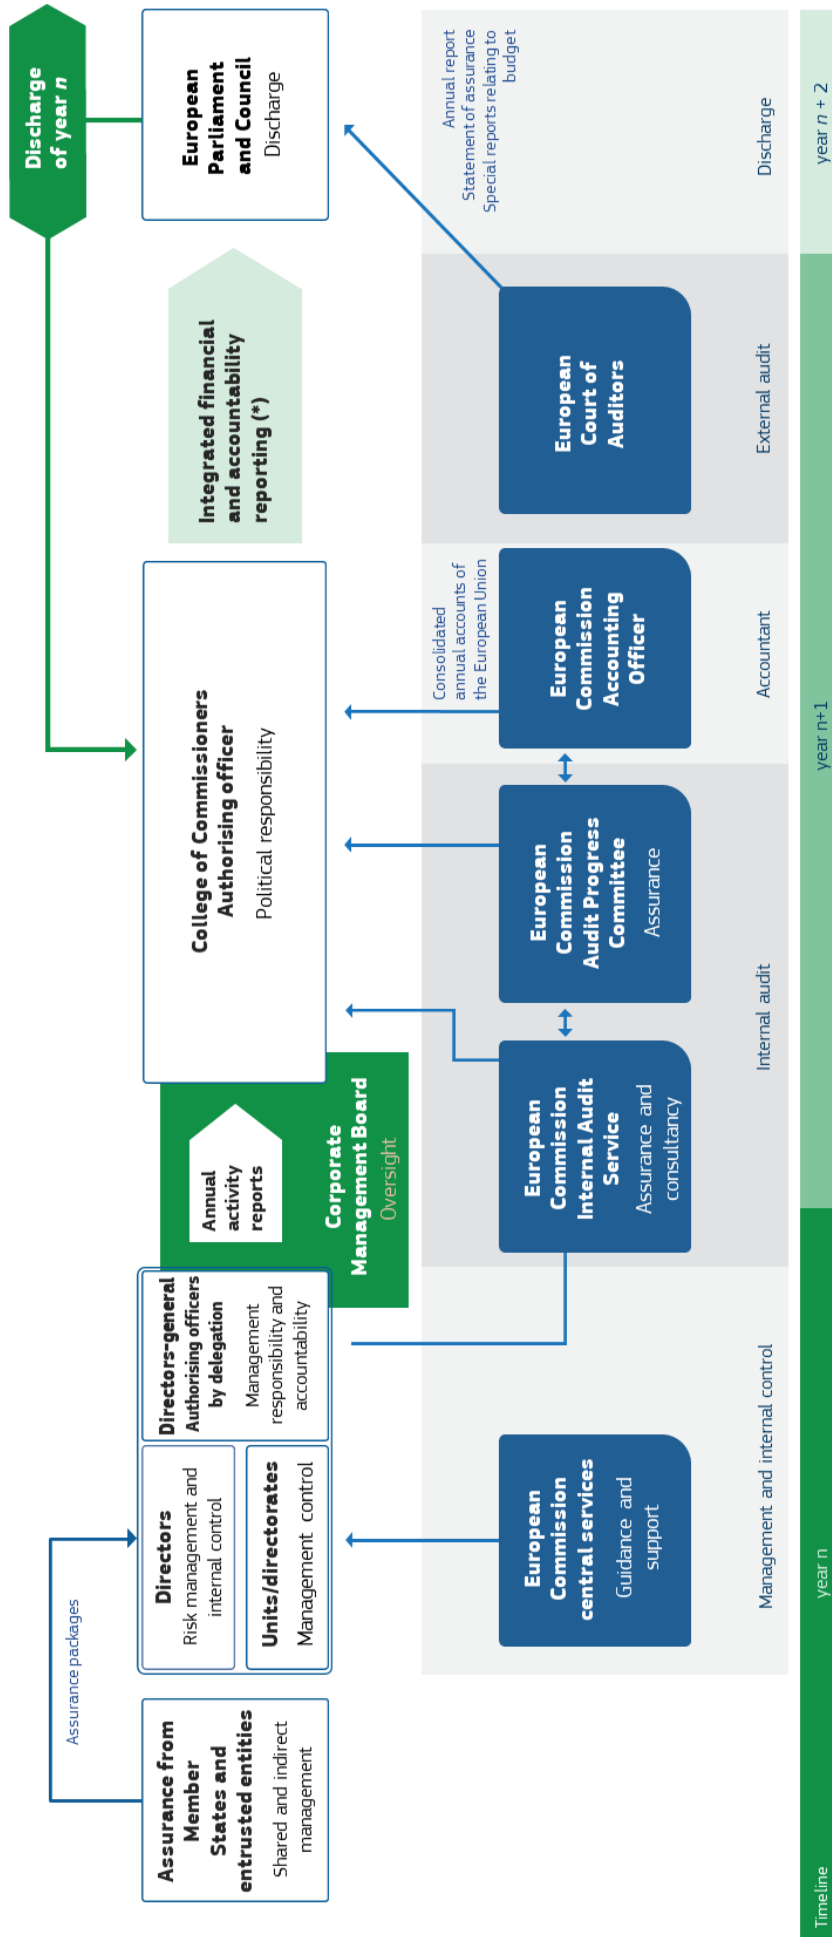 Discharge
of year n
Assurance packages
Assurance from
Member
States and
entrusted entities
Shared and indirect
management
Directors
Risk management and
internal control
Units/directorates
Management control
Directors-general
Authorising officers
by delegation
Management
responsibility and
accountability
Annual
activity
reports
Corporate
Management Board
Oversight
College of Commissioners
Authorising officer
Political responsibility
Integrated financial
and accountability
reporting (*)
European
Parliament
and Council
Discharge
Consolidated
annual accounts of
the European Union
Annual report
Statement of assurance
Special reports relating to
budget
European
Commission
central services
Guidance and
support
European
Commission
Internal Audit
Service
Assurance and
consultancy
European
Commission
Audit Progress
Committee
Assurance
European
Commission
Accounting
Officer
European
Court of
Auditors
Management and internal control
Internal audit
Accountant
External audit
Discharge
Timeline
year n
year n+1
year n + 2